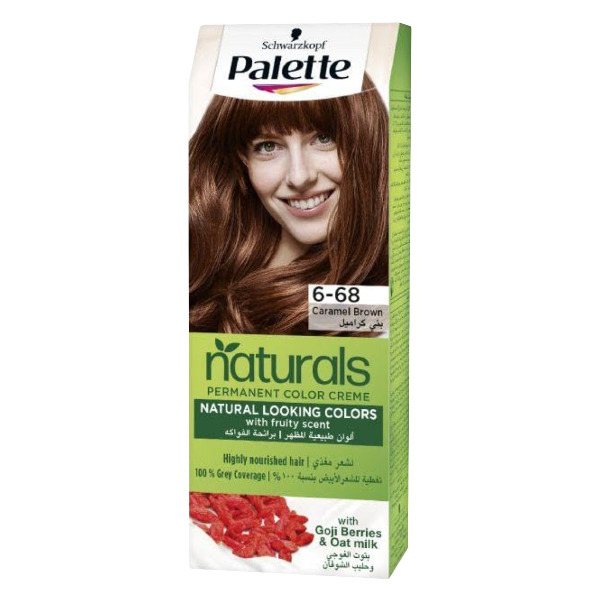 Schwarzkopf
Palette
6-68
Caramel Brown
بني كراميل
naturals
PERMANENT COLOR CREME
NATURAL LOOKING COLORS
with fruity scent
ألوان طبيعية المظهر | برائحة الفواكه
Highly nourished hair | لشعر مغذي
100 % Grey Coverage | تغطية للشعر الأبيض بنسبة ١٠٠ %
with
Goji Berries
& Oat milk
بتوت الغوجي
وحليب الشوفان